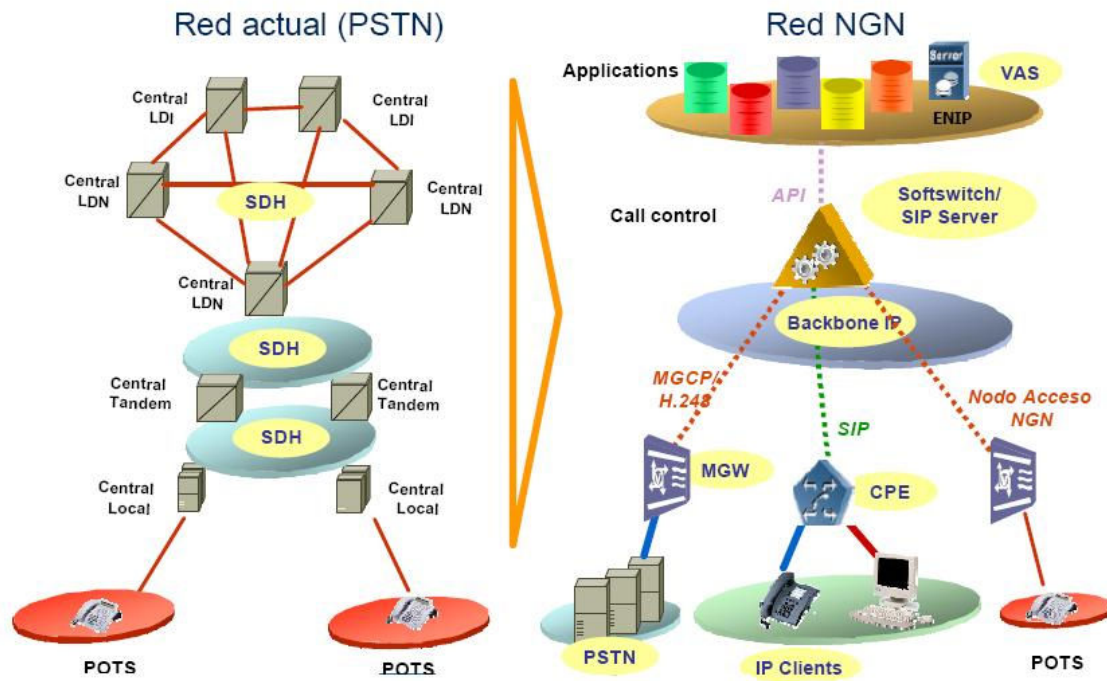 Red actual (PSTN)
Central
LDI
Central
LDI
Central
LDN
SDH
Central
LDN
Central
LDN
SDH
Central
Tandem
Central
Tandem
SDH
Central
Local
Central
Local
POTS
POTS
Red NGN
Applications
Server
VAS
ENIP
API
Softswitch/
SIP Server
Call control
Backbone IP
MGCP/
H.248
Nodo Acceso
NGN
SIP
MGW
CPE
PSTN
IP Clients
POTS